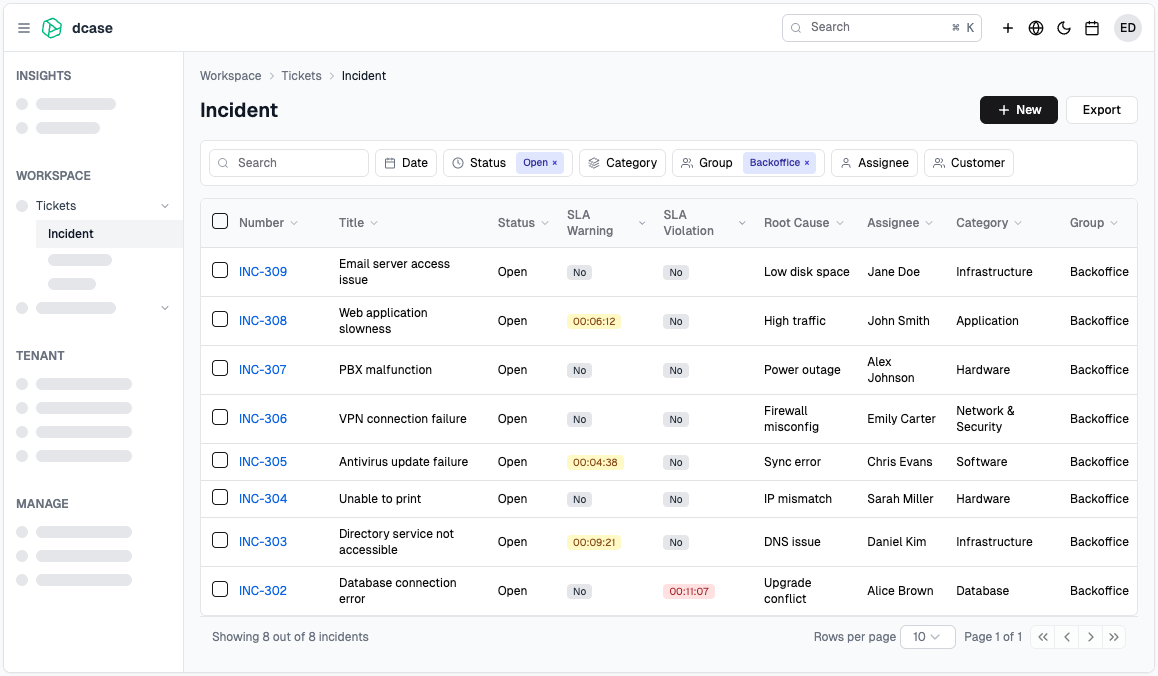 dcase
Search ⌘ K
ED
INSIGHTS
WORKSPACE
Tickets
Incident
TENANT
MANAGE
Workspace > Tickets > Incident
Incident
+ New
Export
Search
Date
Status Open ×
Category
Group Backoffice ×
Assignee
Customer
Number Title Status SLA Warning SLA Violation Root Cause Assignee Category Group
INC-309 Email server access issue Open No No Low disk space Jane Doe Infrastructure Backoffice
INC-308 Web application slowness Open 00:06:12 No High traffic John Smith Application Backoffice
INC-307 PBX malfunction Open No No Power outage Alex Johnson Hardware Backoffice
INC-306 VPN connection failure Open No No Firewall misconfig Emily Carter Network & Security Backoffice
INC-305 Antivirus update failure Open 00:04:38 No Sync error Chris Evans Software Backoffice
INC-304 Unable to print Open No No IP mismatch Sarah Miller Hardware Backoffice
INC-303 Directory service not accessible Open 00:09:21 No DNS issue Daniel Kim Infrastructure Backoffice
INC-302 Database connection error Open No 00:11:07 Upgrade conflict Alice Brown Database Backoffice
Showing 8 out of 8 incidents
Rows per page 10 Page 1 of 1